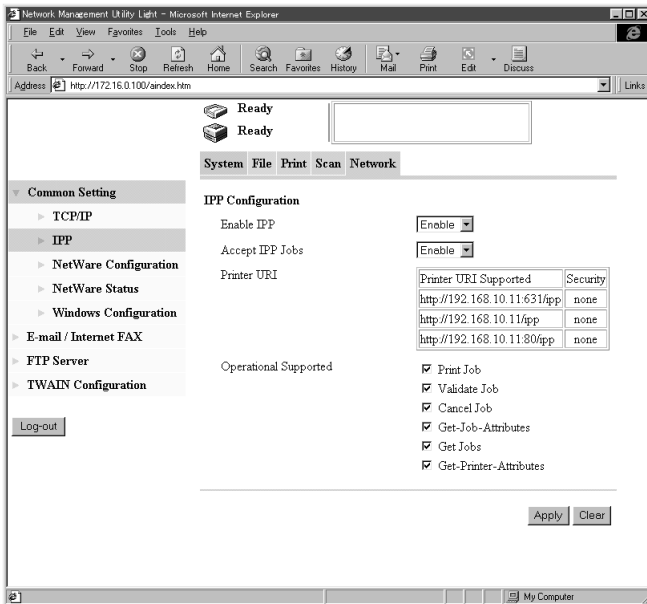 Network Management Utility Light - Microsoft Internet Explorer
File Edit View Favorites Tools Help
Back Forward Stop Refresh Home Search Favorites History Mail Print Edit Discuss
Address http://172.16.0.100/aindex.htm Links
Ready
Ready
System File Print Scan Network
Common Setting
TCP/IP
IPP
NetWare Configuration
NetWare Status
Windows Configuration
E-mail / Internet FAX
FTP Server
TWAIN Configuration
Log-out
IPP Configuration
Enable IPP Enable
Accept IPP Jobs Enable
Printer URI
Printer URI Supported Security
http://192.168.10.11:631/ipp none
http://192.168.10.11/ipp none
http://192.168.10.11:80/ipp none
Operational Supported
Print Job
Validate Job
Cancel Job
Get-Job-Attributes
Get Jobs
Get-Printer-Attributes
Apply Clear
My Computer